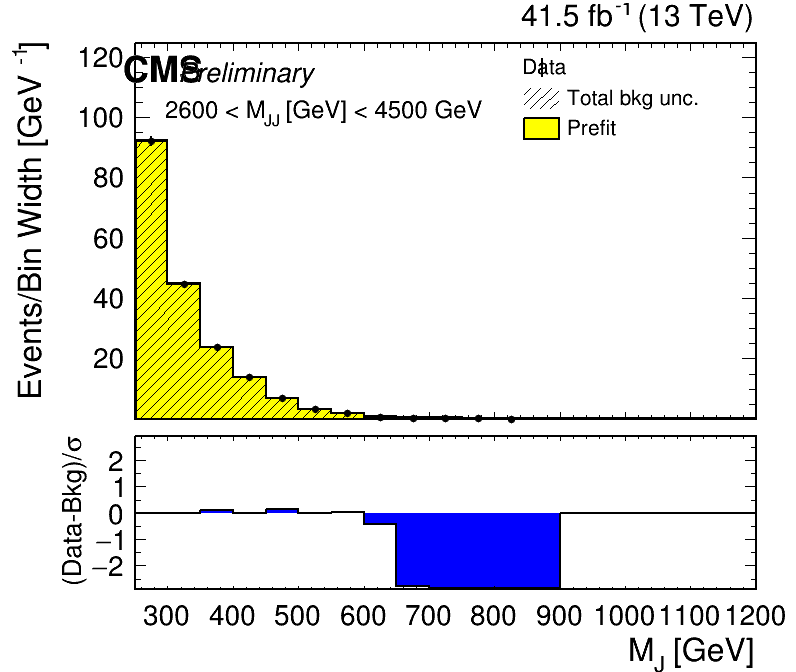 41.5 fb⁻¹ (13 TeV)
CMS Preliminary
2600 < M_JJ [GeV] < 4500 GeV
Data
Total bkg unc.
Prefit
Events/Bin Width [GeV⁻¹]
120
100
80
60
40
20
(Data-Bkg)/σ
2
1
0
−1
−2
300 400 500 600 700 800 900 1000 1100 1200
M_J [GeV]